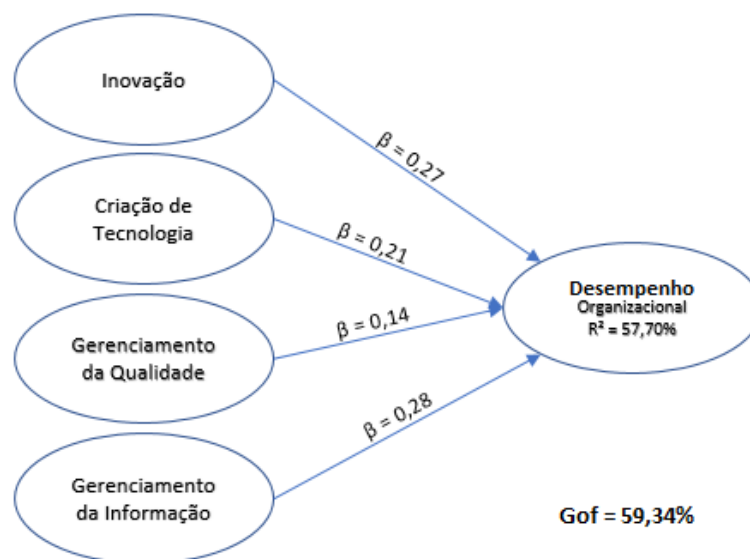 Inovação
β = 0,27
Criação de
Tecnologia
β = 0,21
Gerenciamento
da Qualidade
β = 0,14
Gerenciamento
da Informação
β = 0,28
Desempenho
Organizacional
R² = 57,70%
Gof = 59,34%